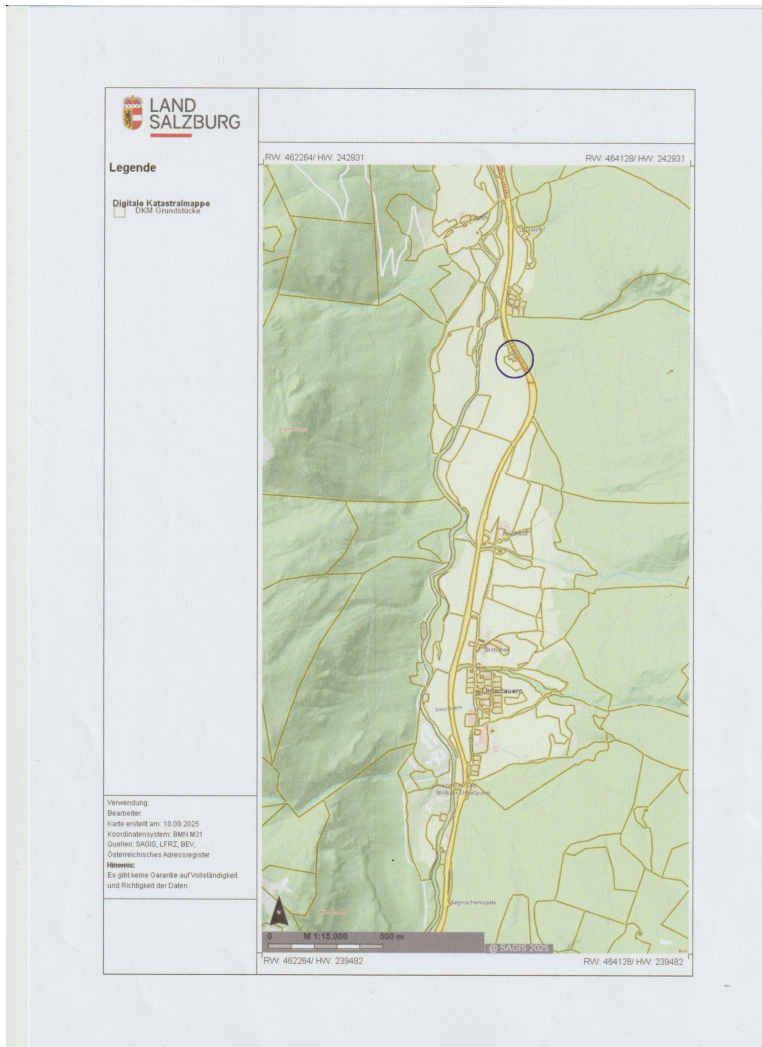 LAND
SALZBURG
RW: 462264/ HW: 242931
RW: 464128/ HW: 242931
Legende
Digitale Katastralmappe
DKM Grundstücke
Untertauern
Verwendung:
Bearbeiter:
Karte erstellt am: 10.09.2025
Koordinatensystem: BMN M31
Quellen: SAGIS, LFRZ, BEV,
Österreichisches Adressregister
Hinweis:
Es gibt keine Garantie auf Vollständigkeit
und Richtigkeit der Daten.
N
0 M 1:15.000 500 m
@ SAGIS 2025
RW: 462264/ HW: 239482
RW: 464128/ HW: 239482